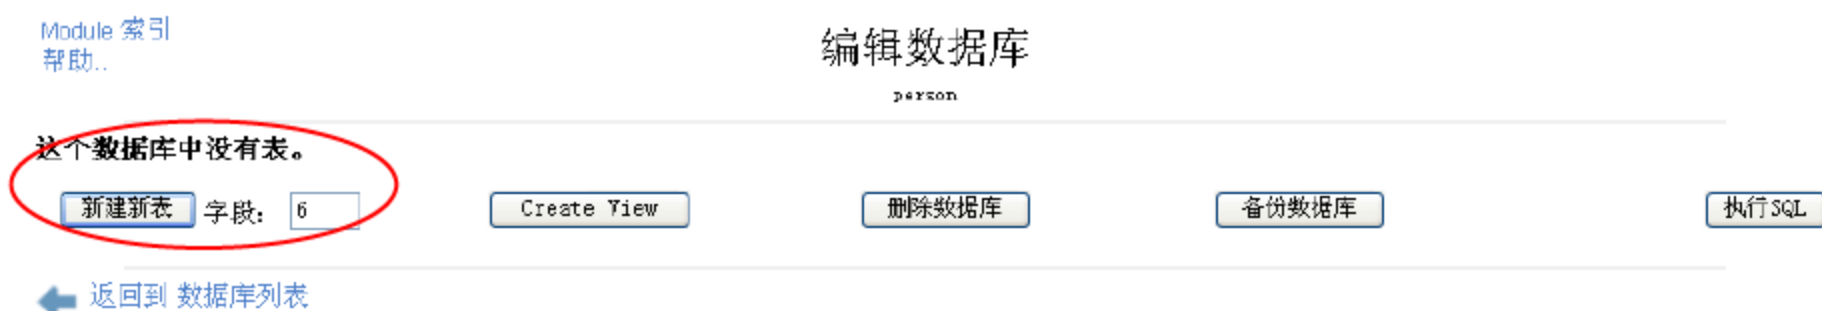 Module 索引
帮助..
编辑数据库
person
这个数据库中没有表。
新建新表 字段： 6 Create View 删除数据库 备份数据库 执行SQL
返回到 数据库列表